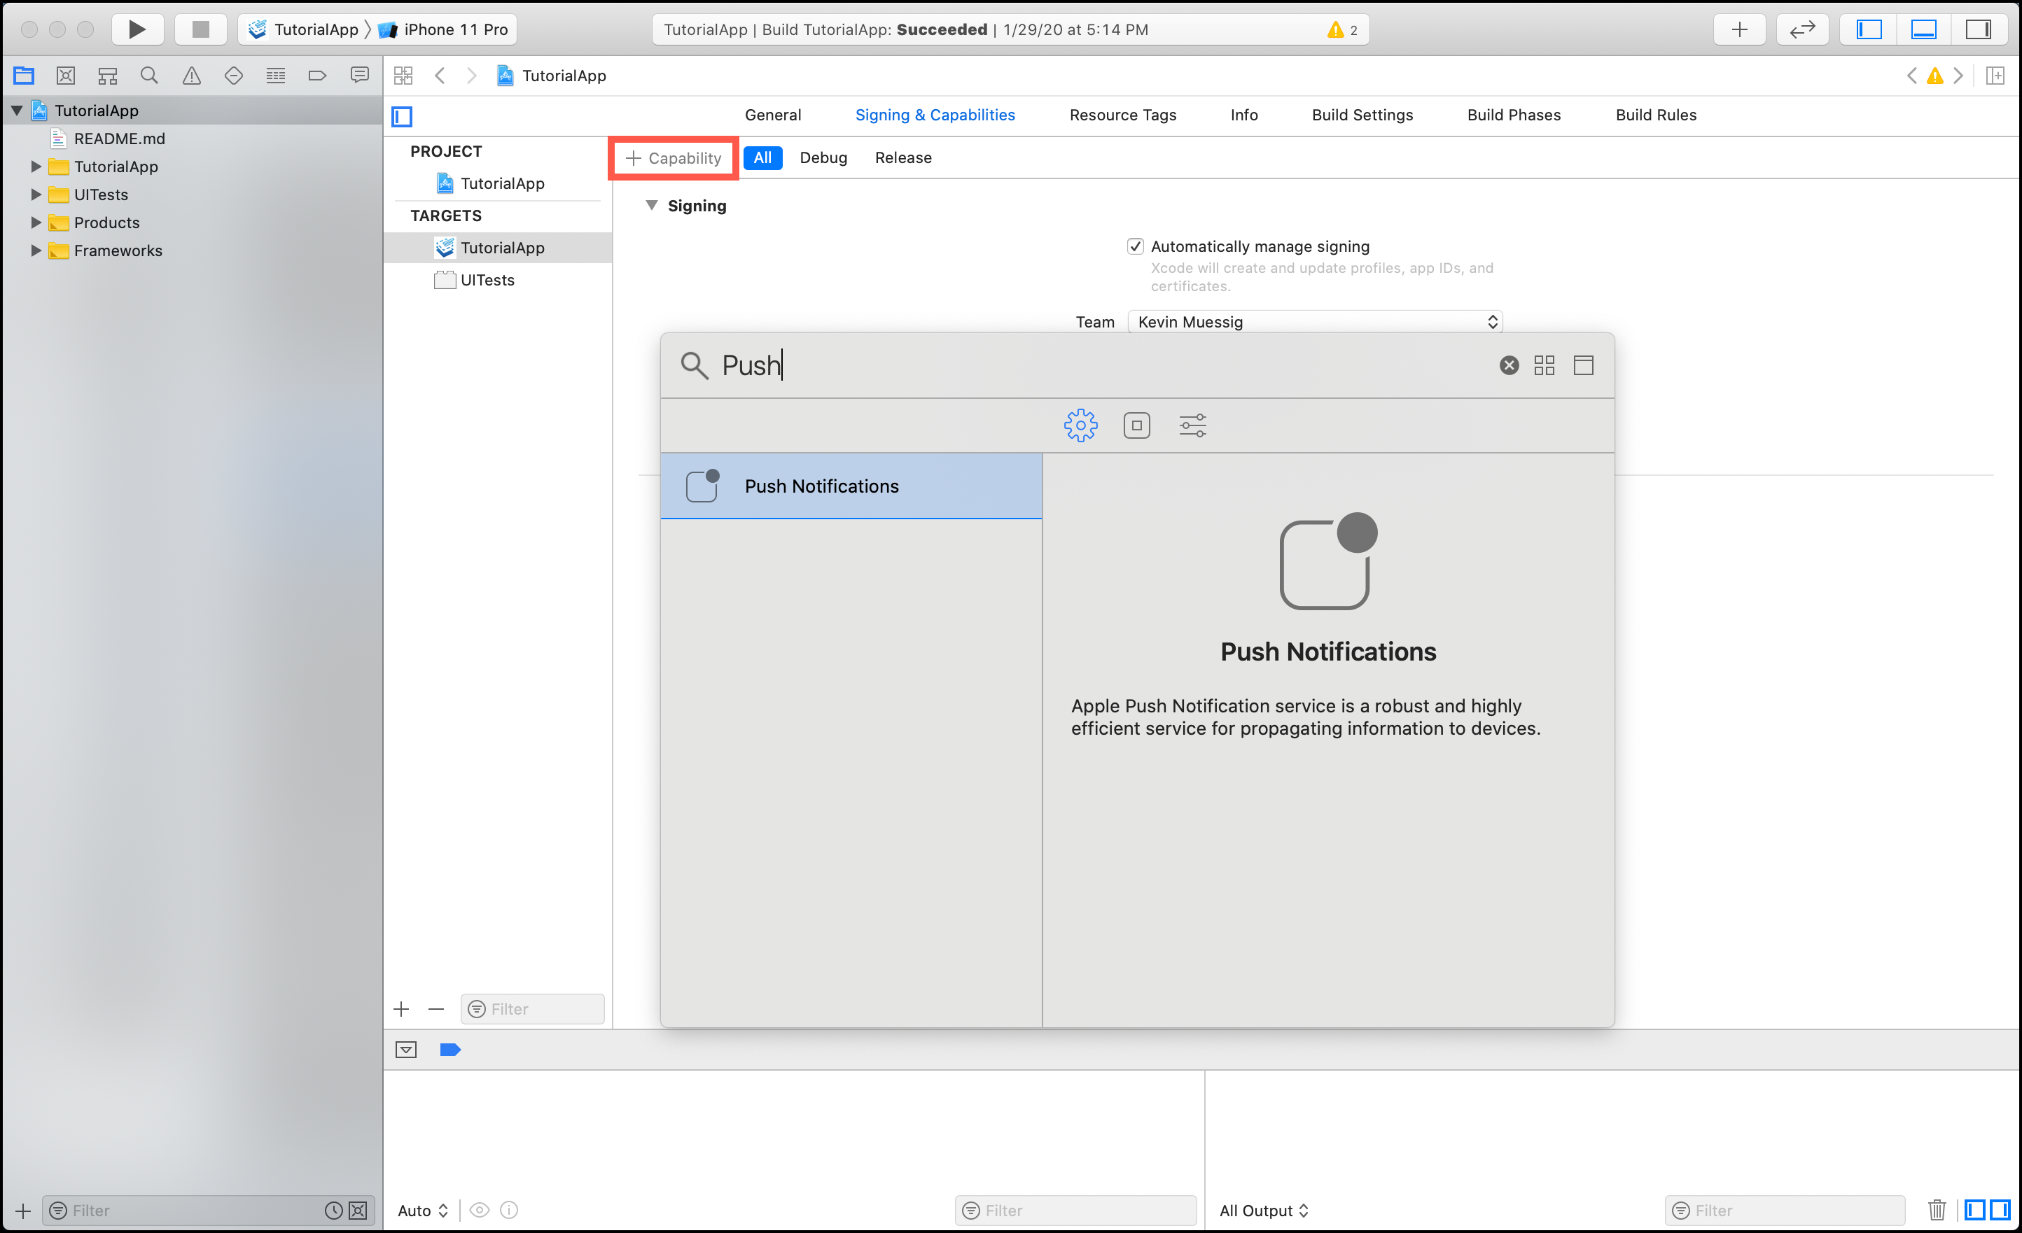 TutorialApp
iPhone 11 Pro
TutorialApp | Build TutorialApp: Succeeded | 1/29/20 at 5:14 PM
2
TutorialApp
TutorialApp
README.md
TutorialApp
UITests
Products
Frameworks
General
Signing & Capabilities
Resource Tags
Info
Build Settings
Build Phases
Build Rules
PROJECT
TutorialApp
TARGETS
TutorialApp
UITests
+ Capability
All
Debug
Release
Signing
Automatically manage signing
Xcode will create and update profiles, app IDs, and
certificates.
Team
Kevin Muessig
Push
Push Notifications
Push Notifications
Apple Push Notification service is a robust and highly
efficient service for propagating information to devices.
Filter
Filter
Auto
Filter
All Output
Filter